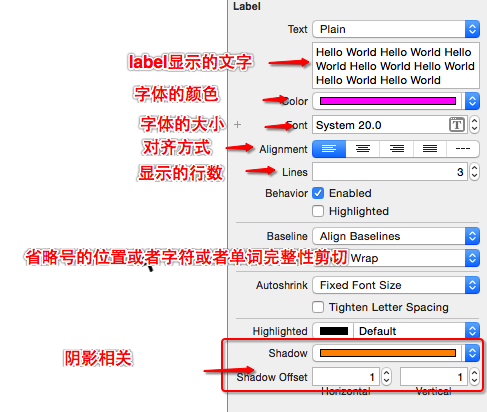 Label
Text Plain
label显示的文字
Hello World Hello World Hello
World Hello World Hello World
Hello World Hello World
字体的颜色
Color
字体的大小
Font System 20.0 T
对齐方式
Alignment
显示的行数
Lines 3
Behavior Enabled
Highlighted
Baseline Align Baselines
省略号的位置或者字符或者单词完整性剪切
Wrap
Autoshrink Fixed Font Size
Tighten Letter Spacing
Highlighted Default
阴影相关
Shadow
Shadow Offset 1 1
Horizontal Vertical